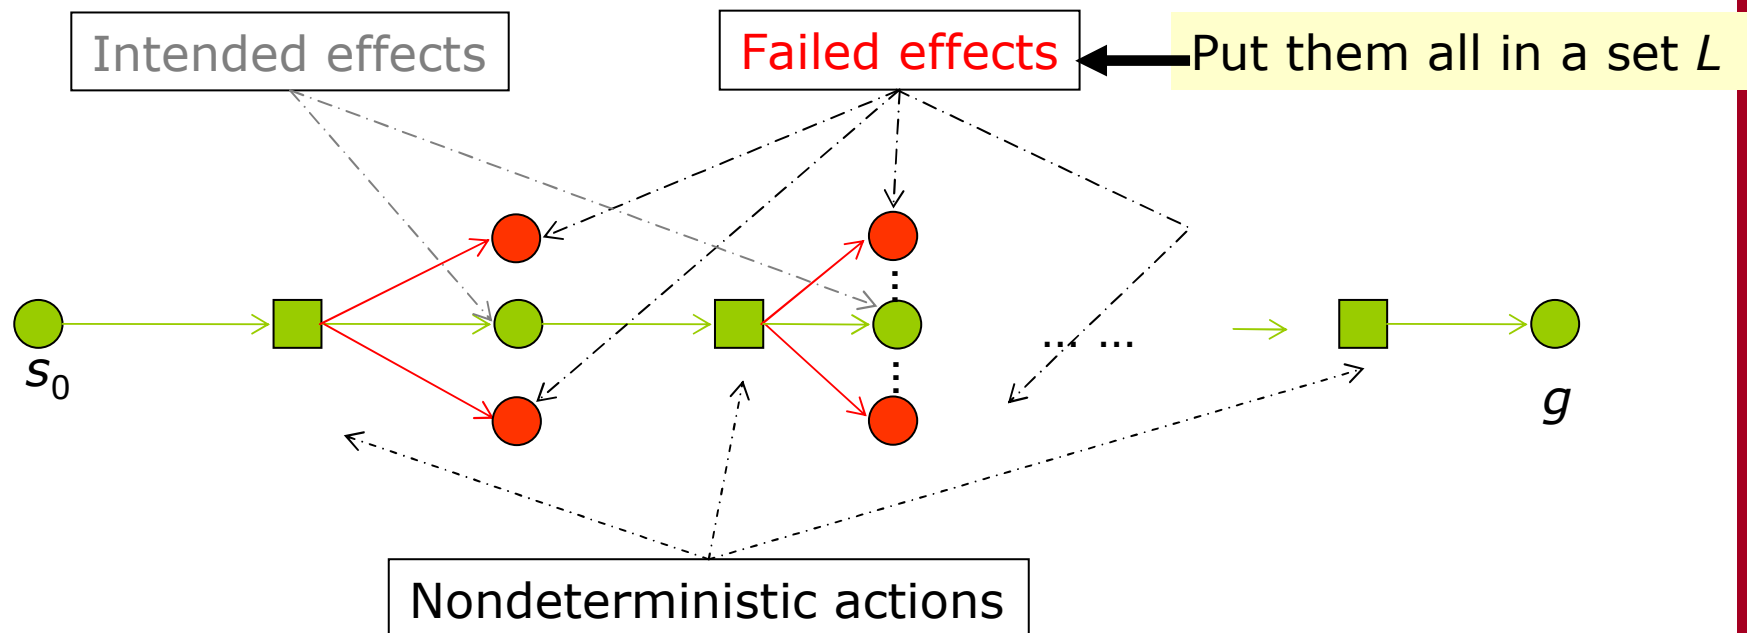 Intended effects
Failed effects
Put them all in a set L
... ...
s0
g
Nondeterministic actions